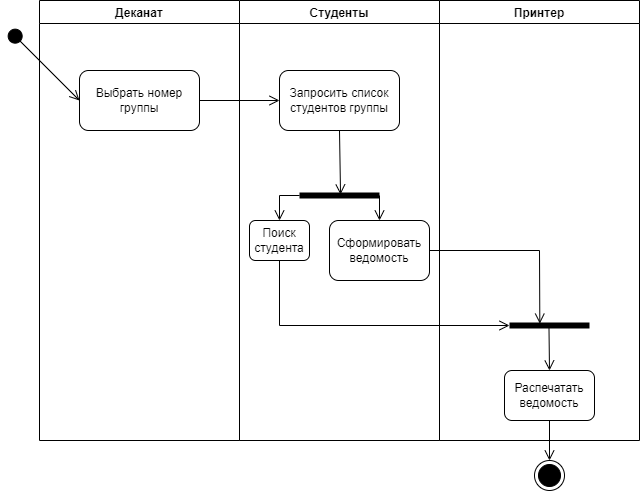 Деканат
Студенты
Принтер
Выбрать номер
группы
Запросить список
студентов группы
Поиск
студента
Сформировать
ведомость
Распечатать
ведомость